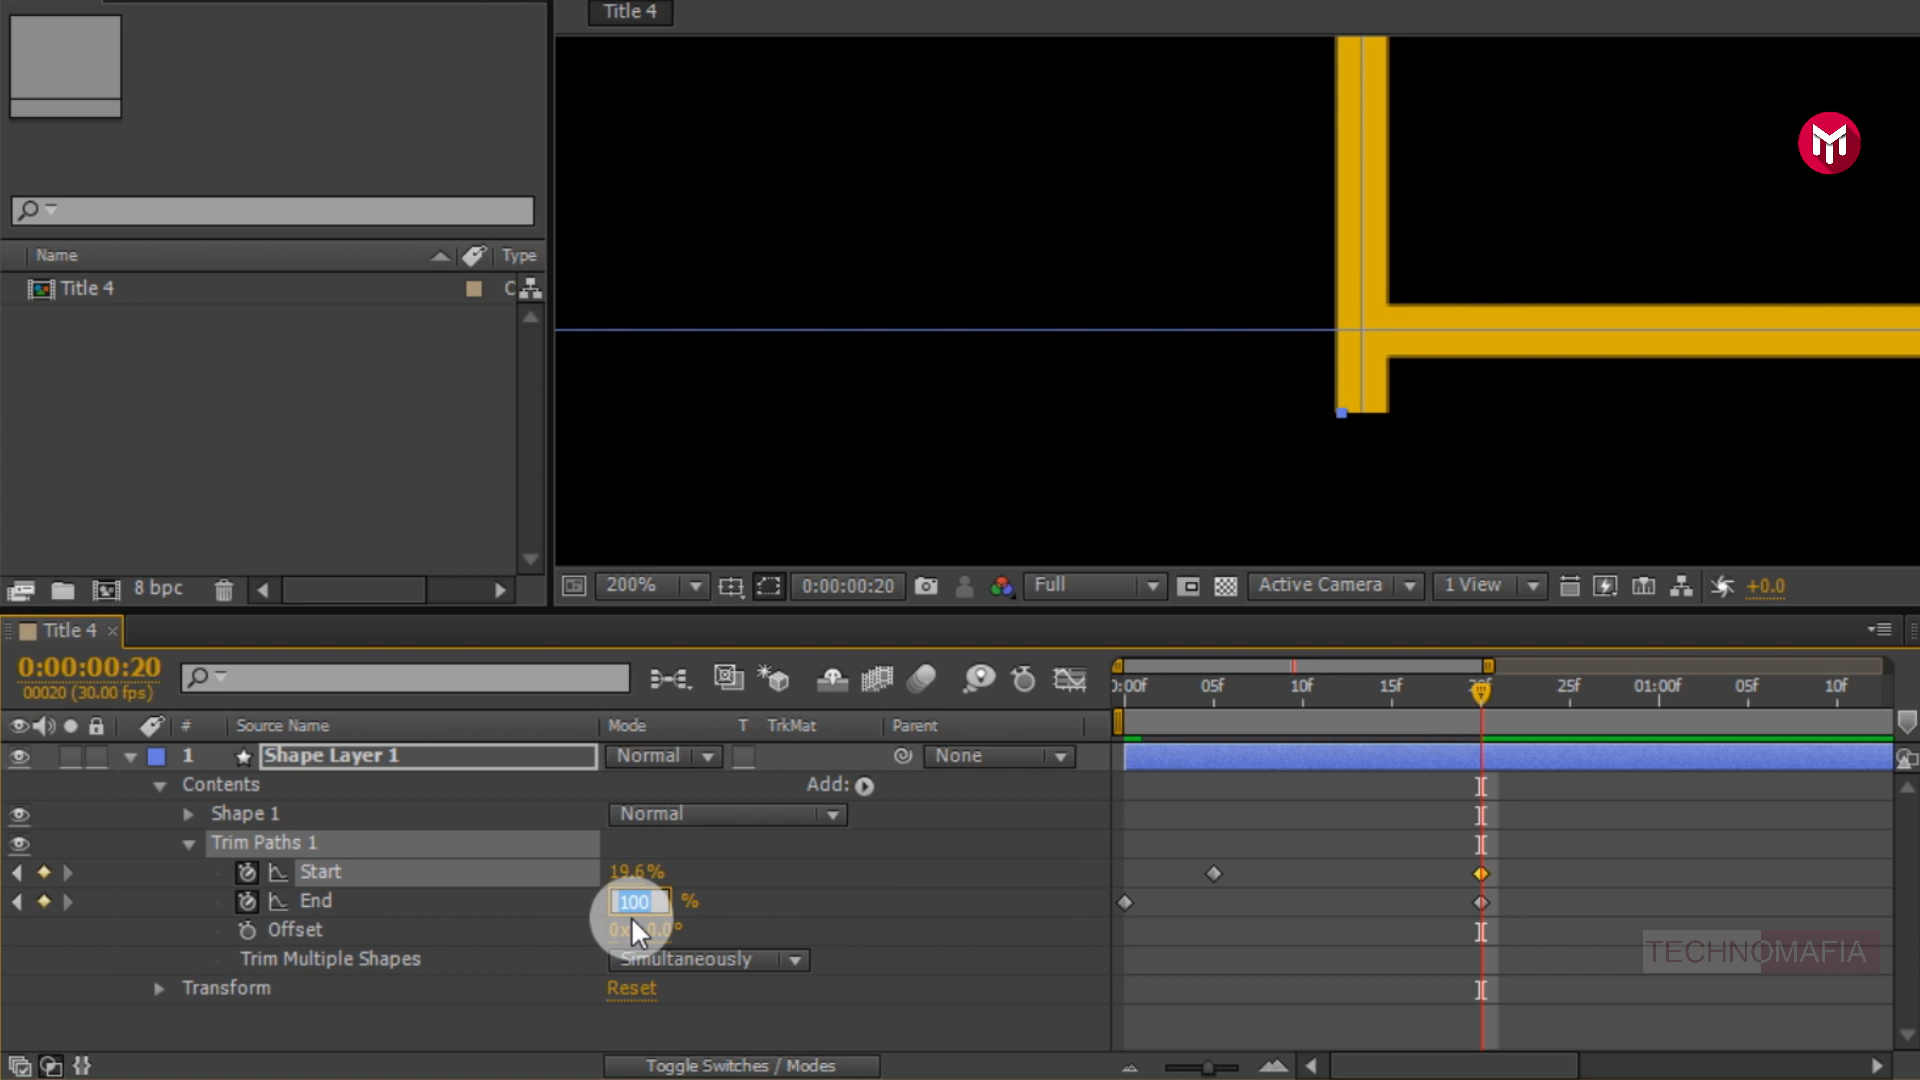 Title 4
Name
Type
Title 4
C
8 bpc
200%
0:00:00:20
Full
Active Camera
1 View
+0.0
Title 4 ×
0:00:00:20
00020 (30.00 fps)
:00f 05f 10f 15f 20f 25f 01:00f 05f 10f
# Source Name Mode T TrkMat Parent
1 Shape Layer 1 Normal None
Contents Add:
Shape 1 Normal
Trim Paths 1
Start 19.6%
End 100 %
Offset
Trim Multiple Shapes Simultaneously
TECHNOMAFIA
Transform Reset
Toggle Switches / Modes